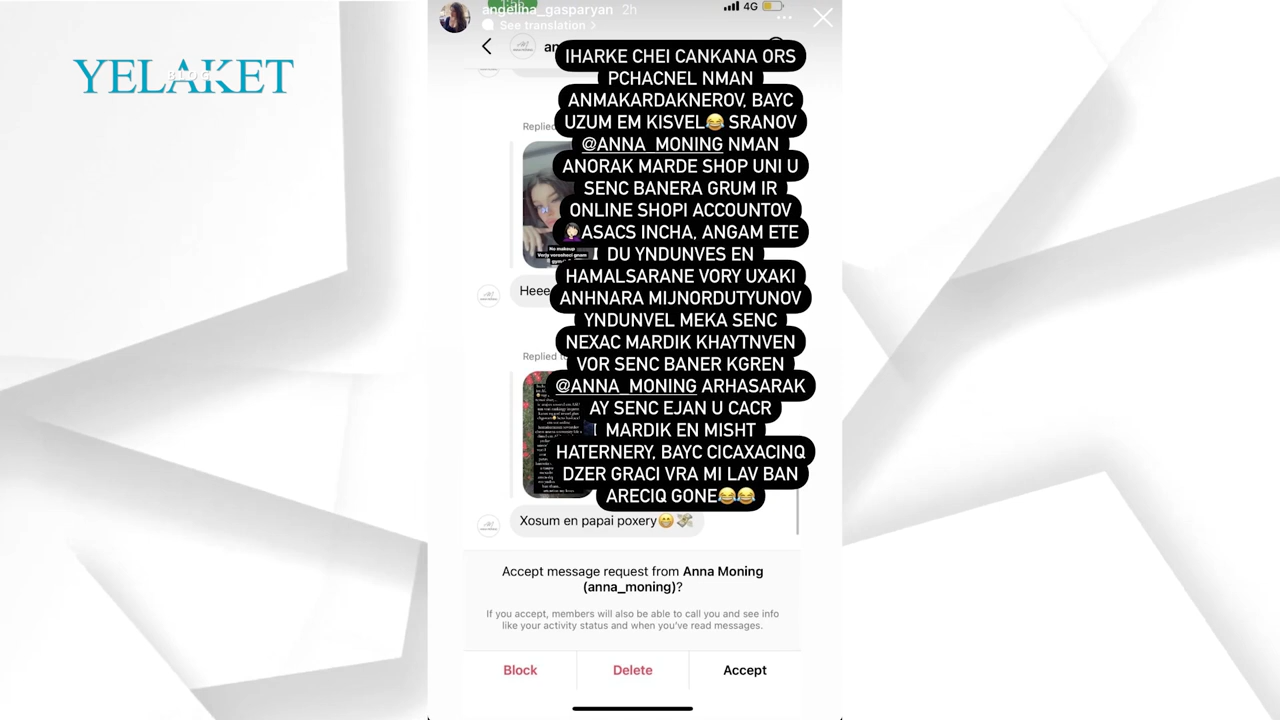 YELAKET
BLOG
angelina_gasparyan 2h
4G
See translation
an
IHARKE CHEI CANKANA ORS
PCHACNEL NMAN
ANMAKARDAKNEROV, BAYC
UZUM EM KISVEL😂 SRANOV
@ANNA_MONING NMAN
ANORAK MARDE SHOP UNI U
SENC BANERA GRUM IR
ONLINE SHOPI ACCOUNTOV
🤦🏻‍♀️ASACS INCHA, ANGAM ETE
DU YNDUNVES EN
HAMALSARANE VORY UXAKI
ANHNARA MIJNORDUTYUNOV
YNDUNVEL MEKA SENC
NEXAC MARDIK KHAYTNVEN
VOR SENC BANER KGREN
@ANNA_MONING ARHASARAK
AY SENC EJAN U CACR
MARDIK EN MISHT
HATERNERY, BAYC CICAXACINQ
DZER GRACI VRA MI LAV BAN
ARECIQ GONE😂😂
Replied
No makeup
Heee
Replied to
Xosum en papai poxery😁💸
Accept message request from Anna Moning
(anna_moning)?
If you accept, members will also be able to call you and see info
like your activity status and when you've read messages.
Block
Delete
Accept